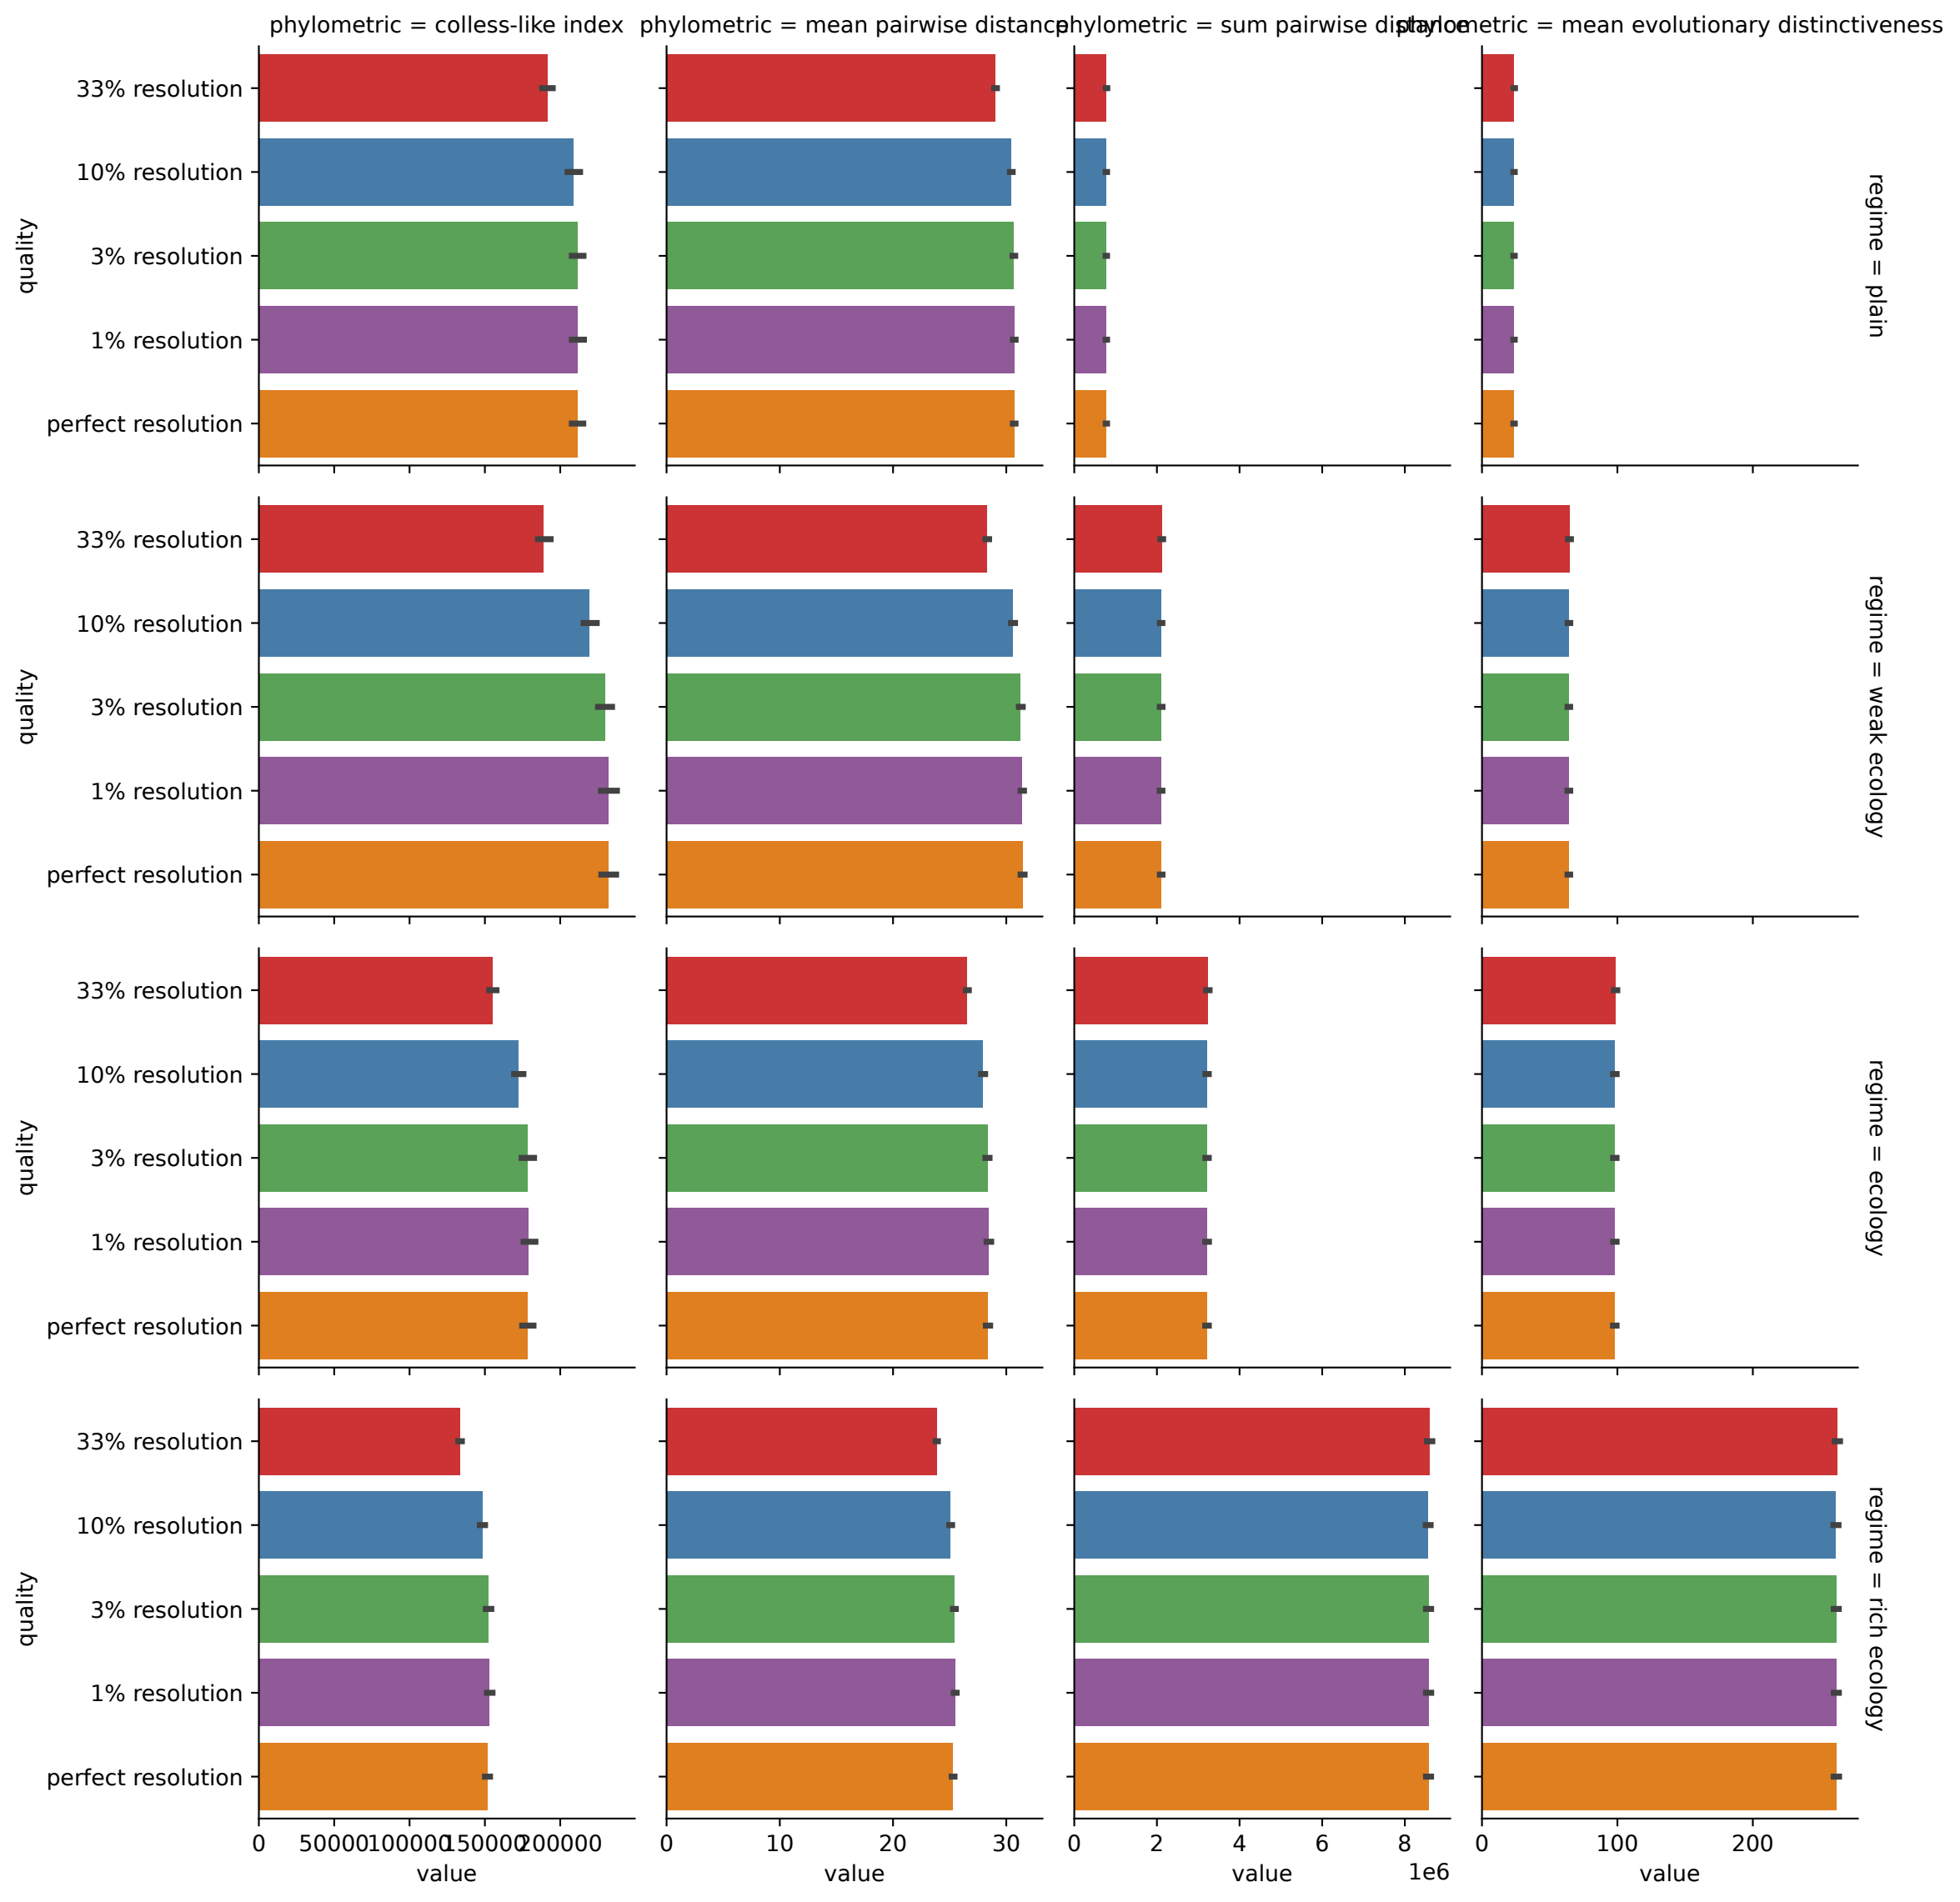 phylometric = colless-like index
phylometric = mean pairwise distance
phylometric = sum pairwise distance
phylometric = mean evolutionary distinctiveness
quality
33% resolution
10% resolution
3% resolution
1% resolution
perfect resolution
regime = plain
quality
33% resolution
10% resolution
3% resolution
1% resolution
perfect resolution
regime = weak ecology
quality
33% resolution
10% resolution
3% resolution
1% resolution
perfect resolution
regime = ecology
quality
33% resolution
10% resolution
3% resolution
1% resolution
perfect resolution
regime = rich ecology
0 50000 100000 150000 200000
value
0 10 20 30
value
0 2 4 6 8
1e6
value
0 100 200
value